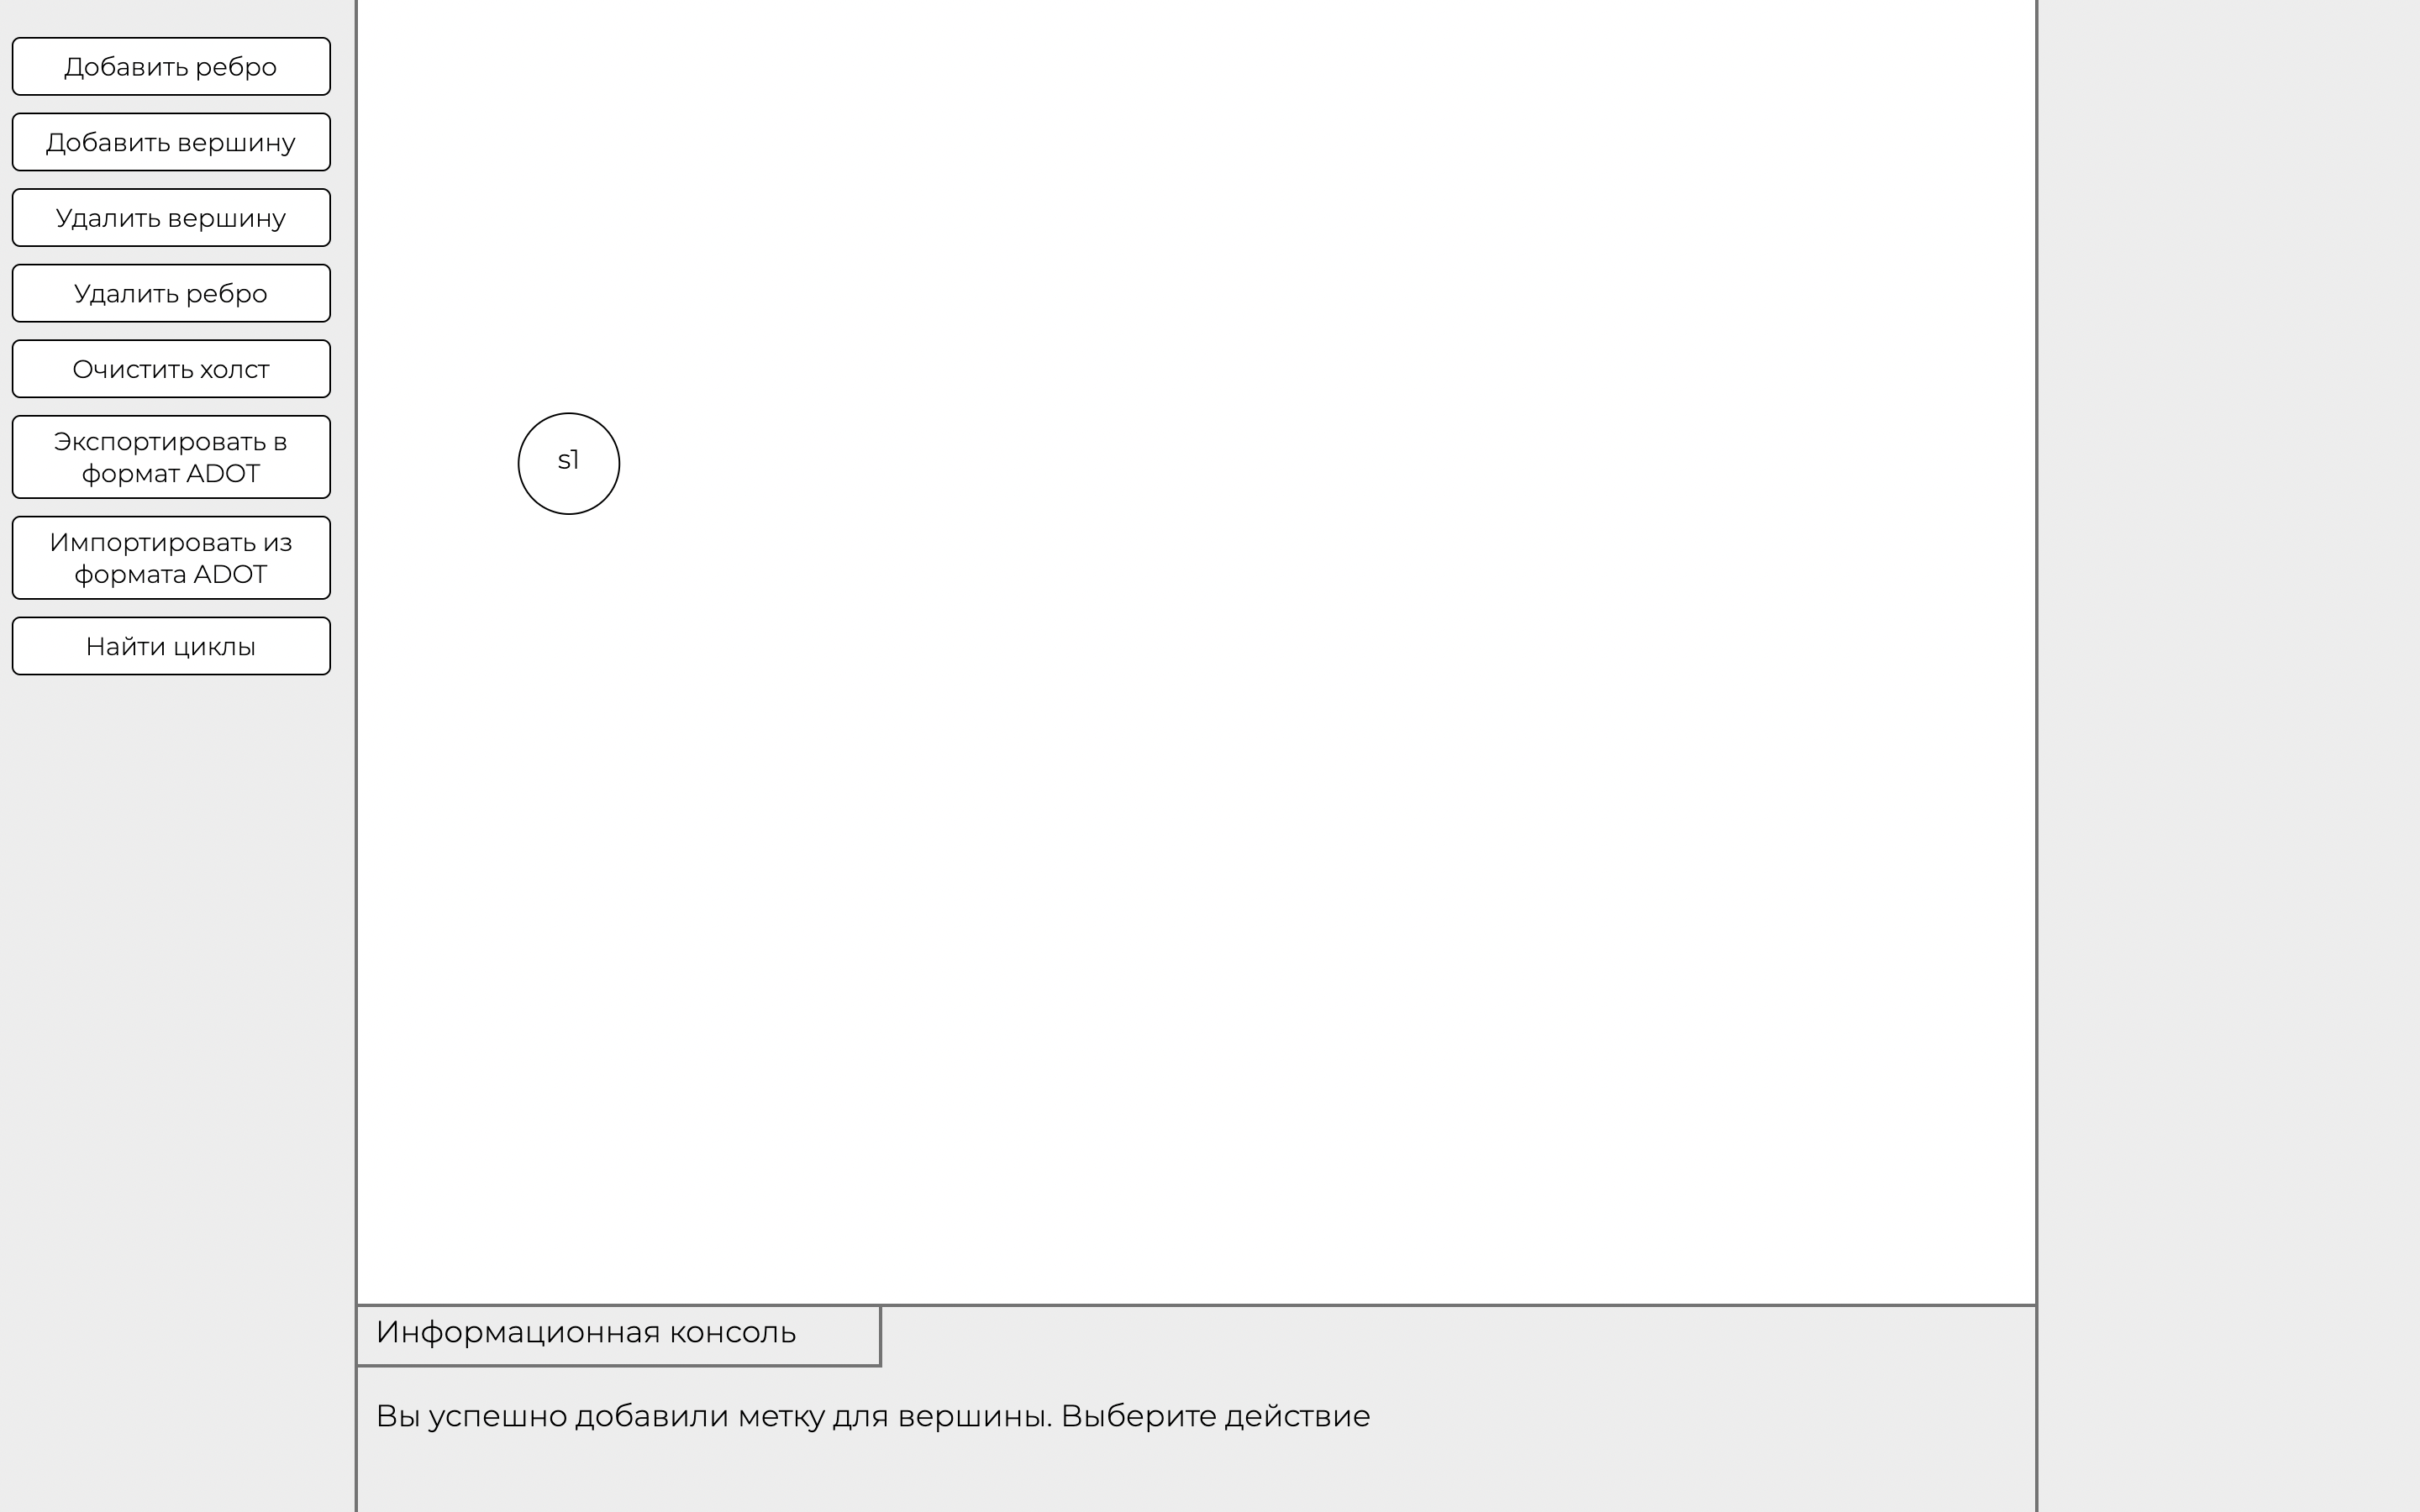 Добавить ребро
Добавить вершину
Удалить вершину
Удалить ребро
Очистить холст
Экспортировать в
формат ADOT
Импортировать из
формата ADOT
Найти циклы
s1
Информационная консоль
Вы успешно добавили метку для вершины. Выберите действие